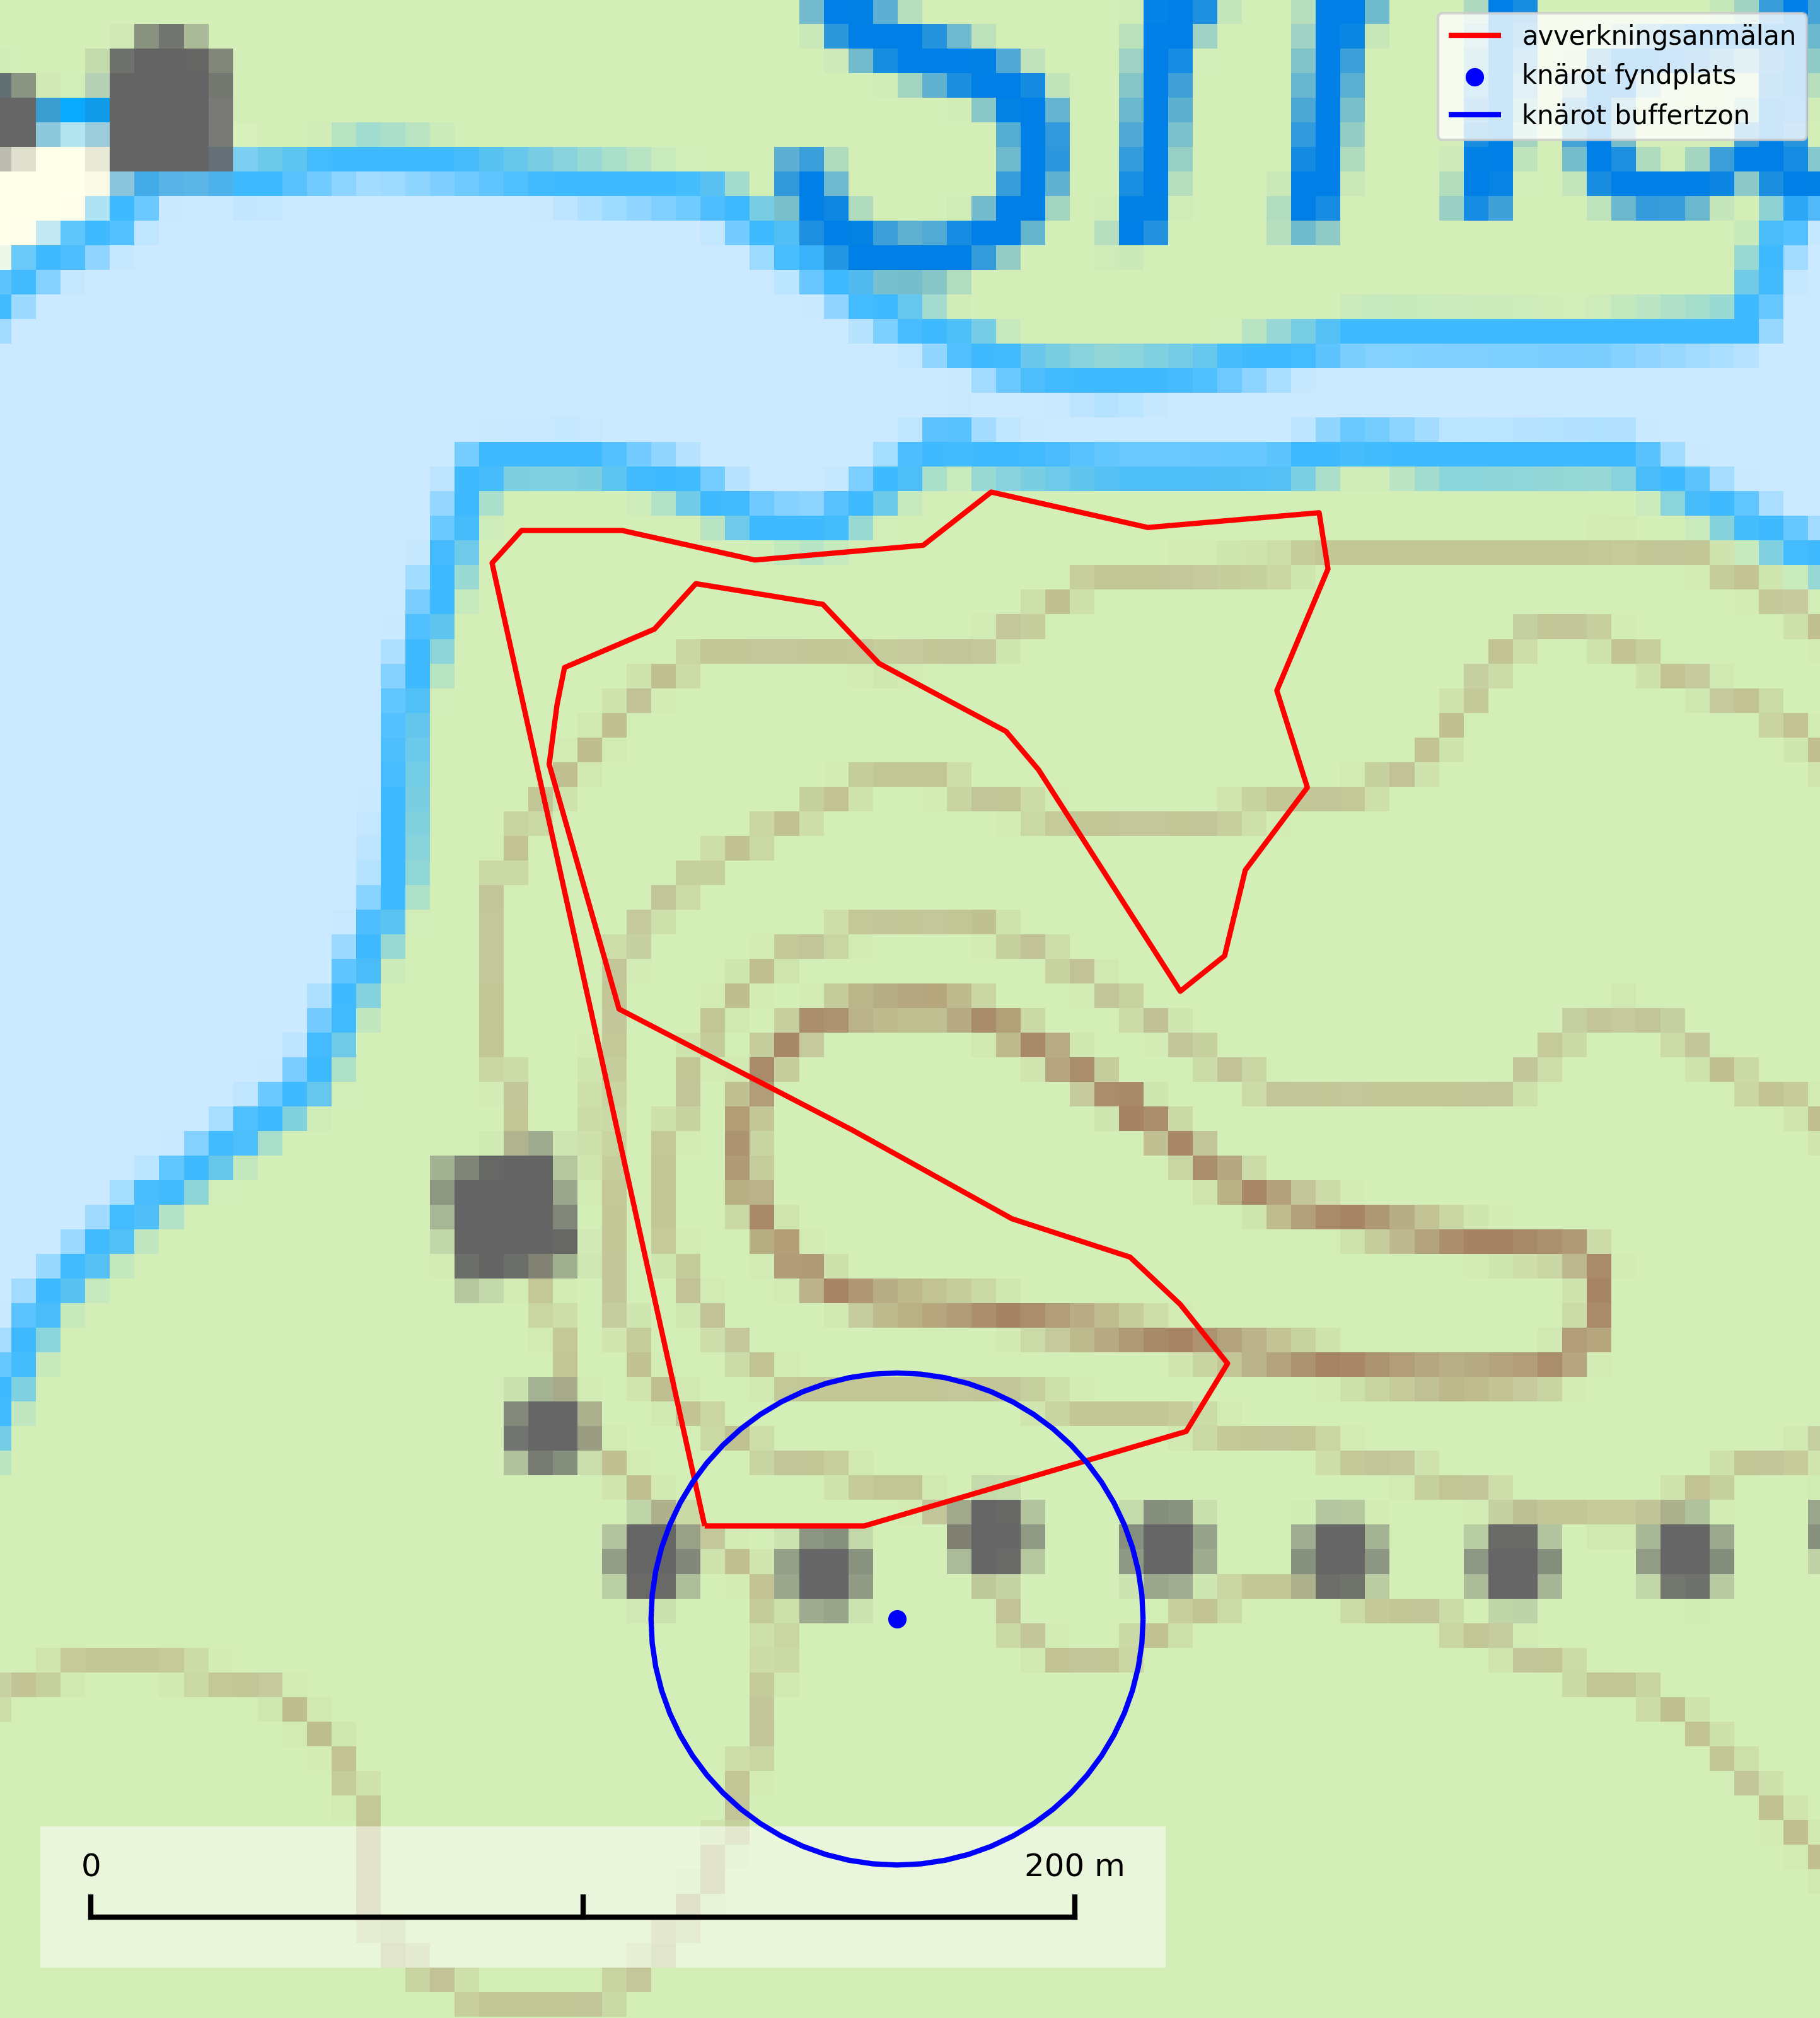 avverkningsanmälan
knärot fyndplats
knärot buffertzon
0
200 m